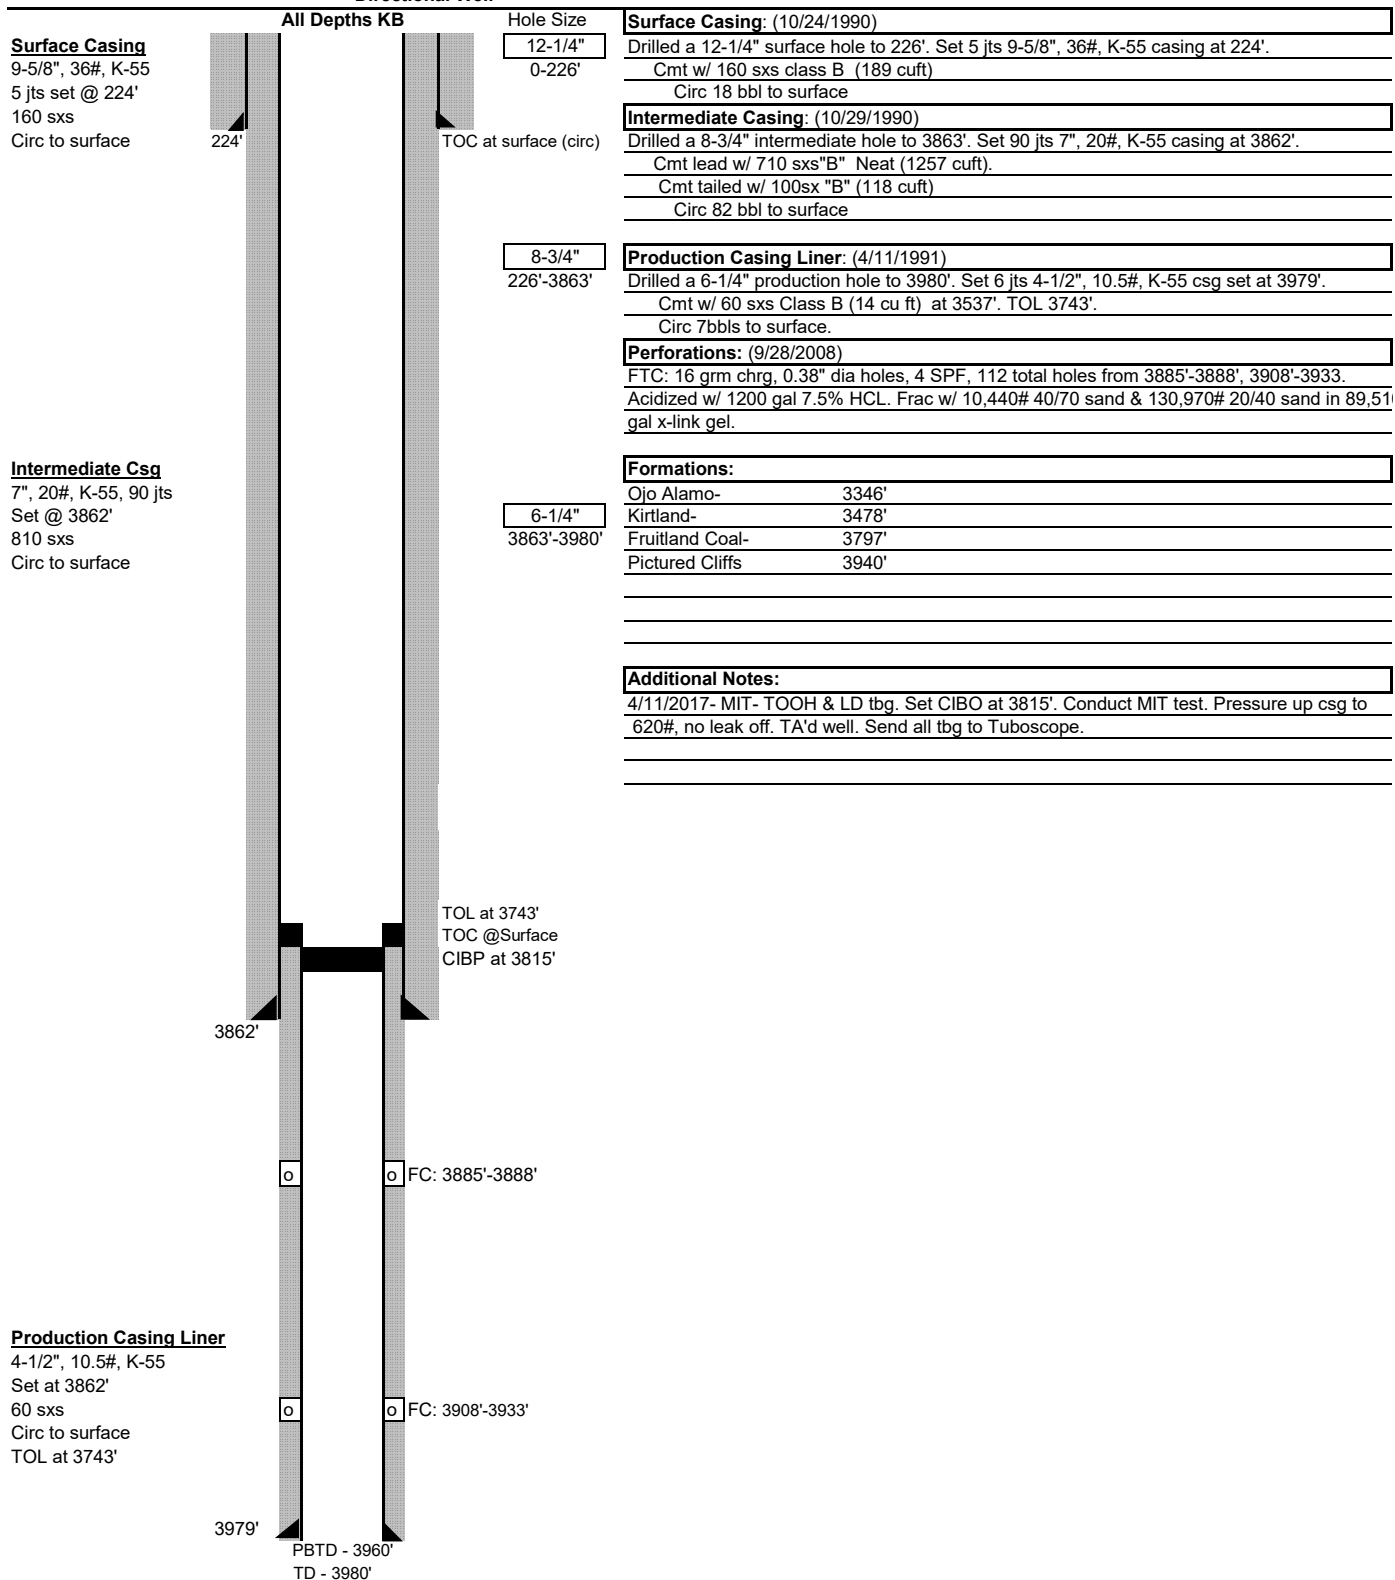 All Depths KB
Hole Size
Surface Casing
9-5/8", 36#, K-55
5 jts set @ 224'
160 sxs
Circ to surface
224'
TOC at surface (circ)
12-1/4"
0-226'
Surface Casing: (10/24/1990)
Drilled a 12-1/4" surface hole to 226'. Set 5 jts 9-5/8", 36#, K-55 casing at 224'.
Cmt w/ 160 sxs class B (189 cuft)
Circ 18 bbl to surface
Intermediate Casing: (10/29/1990)
Drilled a 8-3/4" intermediate hole to 3863'. Set 90 jts 7", 20#, K-55 casing at 3862'.
Cmt lead w/ 710 sxs"B" Neat (1257 cuft).
Cmt tailed w/ 100sx "B" (118 cuft)
Circ 82 bbl to surface
8-3/4"
226'-3863'
Production Casing Liner: (4/11/1991)
Drilled a 6-1/4" production hole to 3980'. Set 6 jts 4-1/2", 10.5#, K-55 csg set at 3979'.
Cmt w/ 60 sxs Class B (14 cu ft) at 3537'. TOL 3743'.
Circ 7bbls to surface.
Perforations: (9/28/2008)
FTC: 16 grm chrg, 0.38" dia holes, 4 SPF, 112 total holes from 3885'-3888', 3908'-3933.
Acidized w/ 1200 gal 7.5% HCL. Frac w/ 10,440# 40/70 sand & 130,970# 20/40 sand in
gal x-link gel.
Intermediate Csg
7", 20#, K-55, 90 jts
Set @ 3862'
810 sxs
Circ to surface
6-1/4"
3863'-3980'
Formations:
Ojo Alamo- 3346'
Kirtland- 3478'
Fruitland Coal- 3797'
Pictured Cliffs 3940'
Additional Notes:
4/11/2017- MIT- TOOH & LD tbg. Set CIBO at 3815'. Conduct MIT test. Pressure up csg to
620#, no leak off. TA'd well. Send all tbg to Tuboscope.
TOL at 3743'
TOC @Surface
CIBP at 3815'
3862'
o o FC: 3885'-3888'
Production Casing Liner
4-1/2", 10.5#, K-55
Set at 3862'
60 sxs
Circ to surface
TOL at 3743'
o o FC: 3908'-3933'
3979'
PBTD - 3960'
TD - 3980'